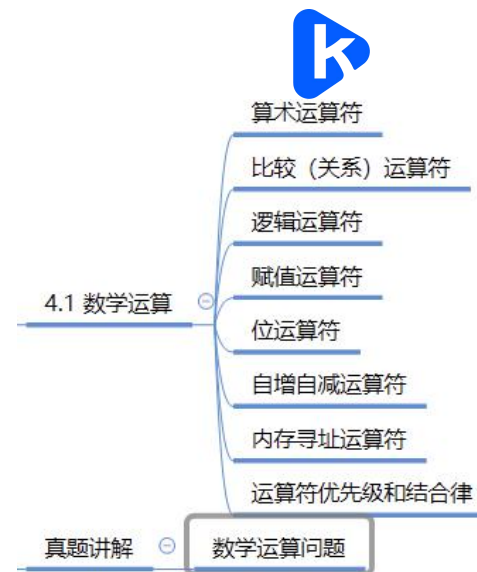 算术运算符
比较（关系）运算符
逻辑运算符
赋值运算符
4.1 数学运算
位运算符
自增自减运算符
内存寻址运算符
运算符优先级和结合律
真题讲解 数学运算问题